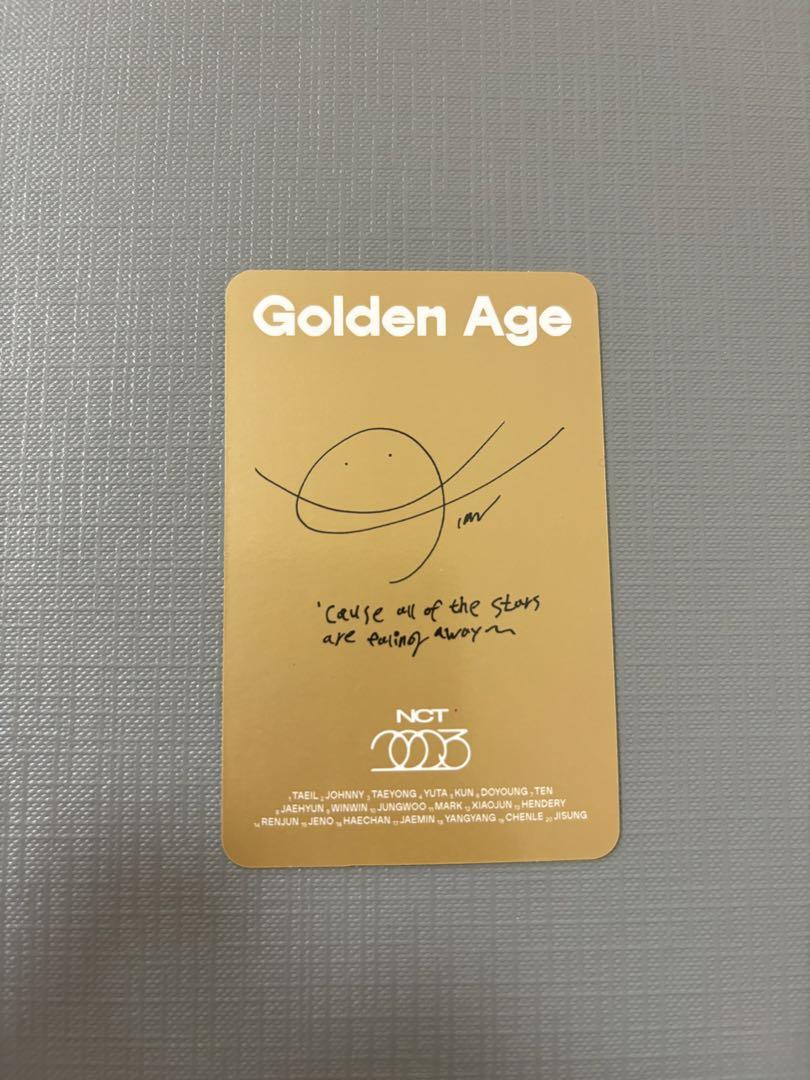 Golden Age
'cause all of the stars
are fading away~
NCT
2023
1 TAEIL 2 JOHNNY 3 TAEYONG 4 YUTA 5 KUN 6 DOYOUNG 7 TEN
8 JAEHYUN 9 WINWIN 10 JUNGWOO 11 MARK 12 XIAOJUN 13 HENDERY
14 RENJUN 15 JENO 16 HAECHAN 17 JAEMIN 18 YANGYANG 19 CHENLE 20 JISUNG